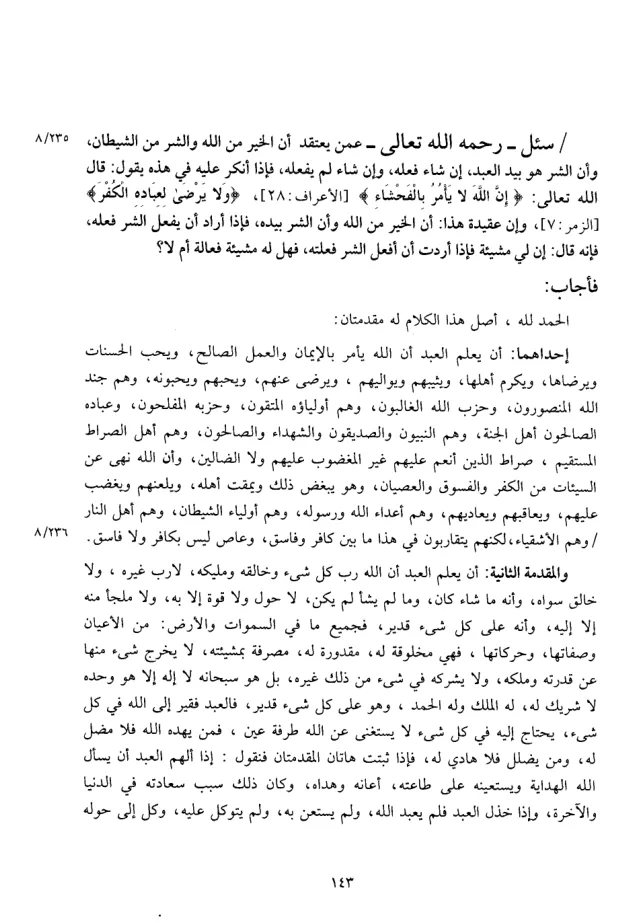 / سئل ـ رحمه الله تعالى ـ عمن يعتقد أن الخير من الله والشر من الشيطان، ٨/٢٣٥
وأن الشر هو بيد العبد، إن شاء فعله، وإن شاء لم يفعله، فإذا أنكر عليه في هذه يقول: قال
الله تعالى: ﴿ إِنَّ اللَّهَ لا يَأْمُرُ بِالْفَحْشَاءِ ﴾ [الأعراف:٢٨]، ﴿وَلا يَرْضَىٰ لِعِبَادِهِ الْكُفْرَ﴾
[الزمر:٧]، وإن عقيدة هذا: أن الخير من الله وأن الشر بيده، فإذا أراد أن يفعل الشر فعله،
فإنه قال: إن لي مشيئة فإذا أردت أن أفعل الشر فعلته، فهل له مشيئة فعالة أم لا؟
فأجاب:
الحمد لله ، أصل هذا الكلام له مقدمتان:
إحداهما: أن يعلم العبد أن الله يأمر بالإيمان والعمل الصالح، ويحب الحسنات
ويرضاها، ويكرم أهلها، ويثيبهم ويواليهم ، ويرضى عنهم، ويحبهم ويحبونه، وهم جند
الله المنصورون، وحزب الله الغالبون، وهم أولياؤه المتقون، وحزبه المفلحون، وعباده
الصالحون أهل الجنة، وهم النبيون والصديقون والشهداء والصالحون، وهم أهل الصراط
المستقيم ، صراط الذين أنعم عليهم غير المغضوب عليهم ولا الضالين، وأن الله نهى عن
السيئات من الكفر والفسوق والعصيان، وهو يبغض ذلك ويمقت أهله، ويلعنهم ويغضب
عليهم، ويعاقبهم ويعاديهم، وهم أعداء الله ورسوله، وهم أولياء الشيطان، وهم أهل النار
/ وهم الأشقياء،لكنهم يتقاربون في هذا ما بين كافر وفاسق، وعاص ليس بكافر ولا فاسق. ٨/٢٣٦
والمقدمة الثانية: أن يعلم العبد أن الله رب كل شىء وخالقه ومليكه، لارب غيره ، ولا
خالق سواه، وأنه ما شاء كان، وما لم يشأ لم يكن، لا حول ولا قوة إلا به، ولا ملجأ منه
إلا إليه، وأنه على كل شىء قدير، فجميع ما في السموات والأرض: من الأعيان
وصفاتها، وحركاتها ، فهي مخلوقة له، مقدورة له، مصرفة بمشيئته، لا يخرج شىء منها
عن قدرته وملكه، ولا يشركه في شىء من ذلك غيره، بل هو سبحانه لا إله إلا هو وحده
لا شريك له، له الملك وله الحمد ، وهو على كل شىء قدير، فالعبد فقير إلى الله في كل
شىء، يحتاج إليه في كل شىء لا يستغنى عن الله طرفة عين ، فمن يهده الله فلا مضل
له، ومن يضلل فلا هادي له، فإذا ثبتت هاتان المقدمتان فنقول : إذا ألهم العبد أن يسأل
الله الهداية ويستعينه على طاعته، أعانه وهداه، وكان ذلك سبب سعادته في الدنيا
والآخرة، وإذا خذل العبد فلم يعبد الله، ولم يستعن به، ولم يتوكل عليه، وكل إلى حوله
١٤٣